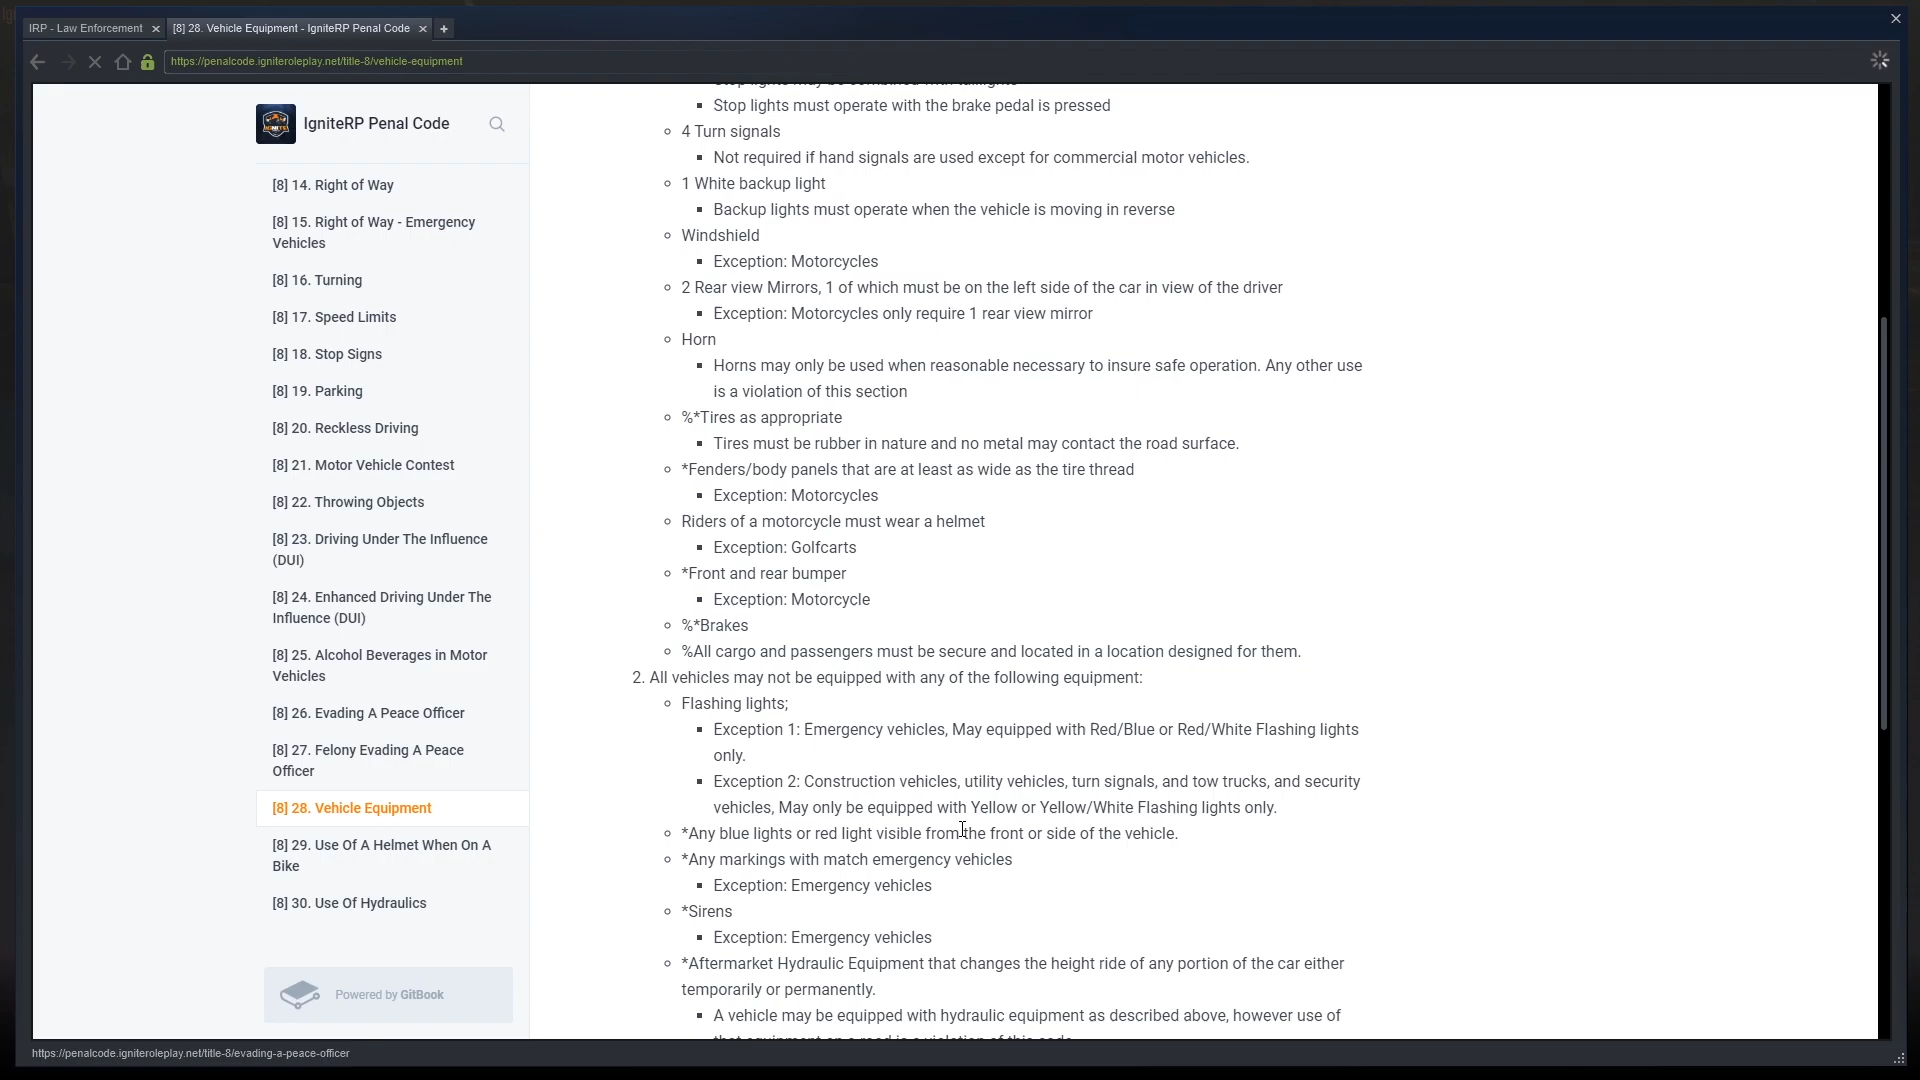 IRP - Law Enforcement
[8] 28. Vehicle Equipment - IgniteRP Penal Code
https://penalcode.igniteroleplay.net/title-8/vehicle-equipment
IgniteRP Penal Code
[8] 14. Right of Way
[8] 15. Right of Way - Emergency
Vehicles
[8] 16. Turning
[8] 17. Speed Limits
[8] 18. Stop Signs
[8] 19. Parking
[8] 20. Reckless Driving
[8] 21. Motor Vehicle Contest
[8] 22. Throwing Objects
[8] 23. Driving Under The Influence
(DUI)
[8] 24. Enhanced Driving Under The
Influence (DUI)
[8] 25. Alcohol Beverages in Motor
Vehicles
[8] 26. Evading A Peace Officer
[8] 27. Felony Evading A Peace
Officer
[8] 28. Vehicle Equipment
[8] 29. Use Of A Helmet When On A
Bike
[8] 30. Use Of Hydraulics
Powered by GitBook
Stop lights may be combined with taillights
Stop lights must operate with the brake pedal is pressed
4 Turn signals
Not required if hand signals are used except for commercial motor vehicles.
1 White backup light
Backup lights must operate when the vehicle is moving in reverse
Windshield
Exception: Motorcycles
2 Rear view Mirrors, 1 of which must be on the left side of the car in view of the driver
Exception: Motorcycles only require 1 rear view mirror
Horn
Horns may only be used when reasonable necessary to insure safe operation. Any other use
is a violation of this section
%*Tires as appropriate
Tires must be rubber in nature and no metal may contact the road surface.
*Fenders/body panels that are at least as wide as the tire thread
Exception: Motorcycles
Riders of a motorcycle must wear a helmet
Exception: Golfcarts
*Front and rear bumper
Exception: Motorcycle
%*Brakes
%All cargo and passengers must be secure and located in a location designed for them.
2. All vehicles may not be equipped with any of the following equipment:
Flashing lights;
Exception 1: Emergency vehicles, May equipped with Red/Blue or Red/White Flashing lights
only.
Exception 2: Construction vehicles, utility vehicles, turn signals, and tow trucks, and security
vehicles, May only be equipped with Yellow or Yellow/White Flashing lights only.
*Any blue lights or red light visible from the front or side of the vehicle.
*Any markings with match emergency vehicles
Exception: Emergency vehicles
*Sirens
Exception: Emergency vehicles
*Aftermarket Hydraulic Equipment that changes the height ride of any portion of the car either
temporarily or permanently.
A vehicle may be equipped with hydraulic equipment as described above, however use of
that equipment on a road is a violation of this code
https://penalcode.igniteroleplay.net/title-8/evading-a-peace-officer